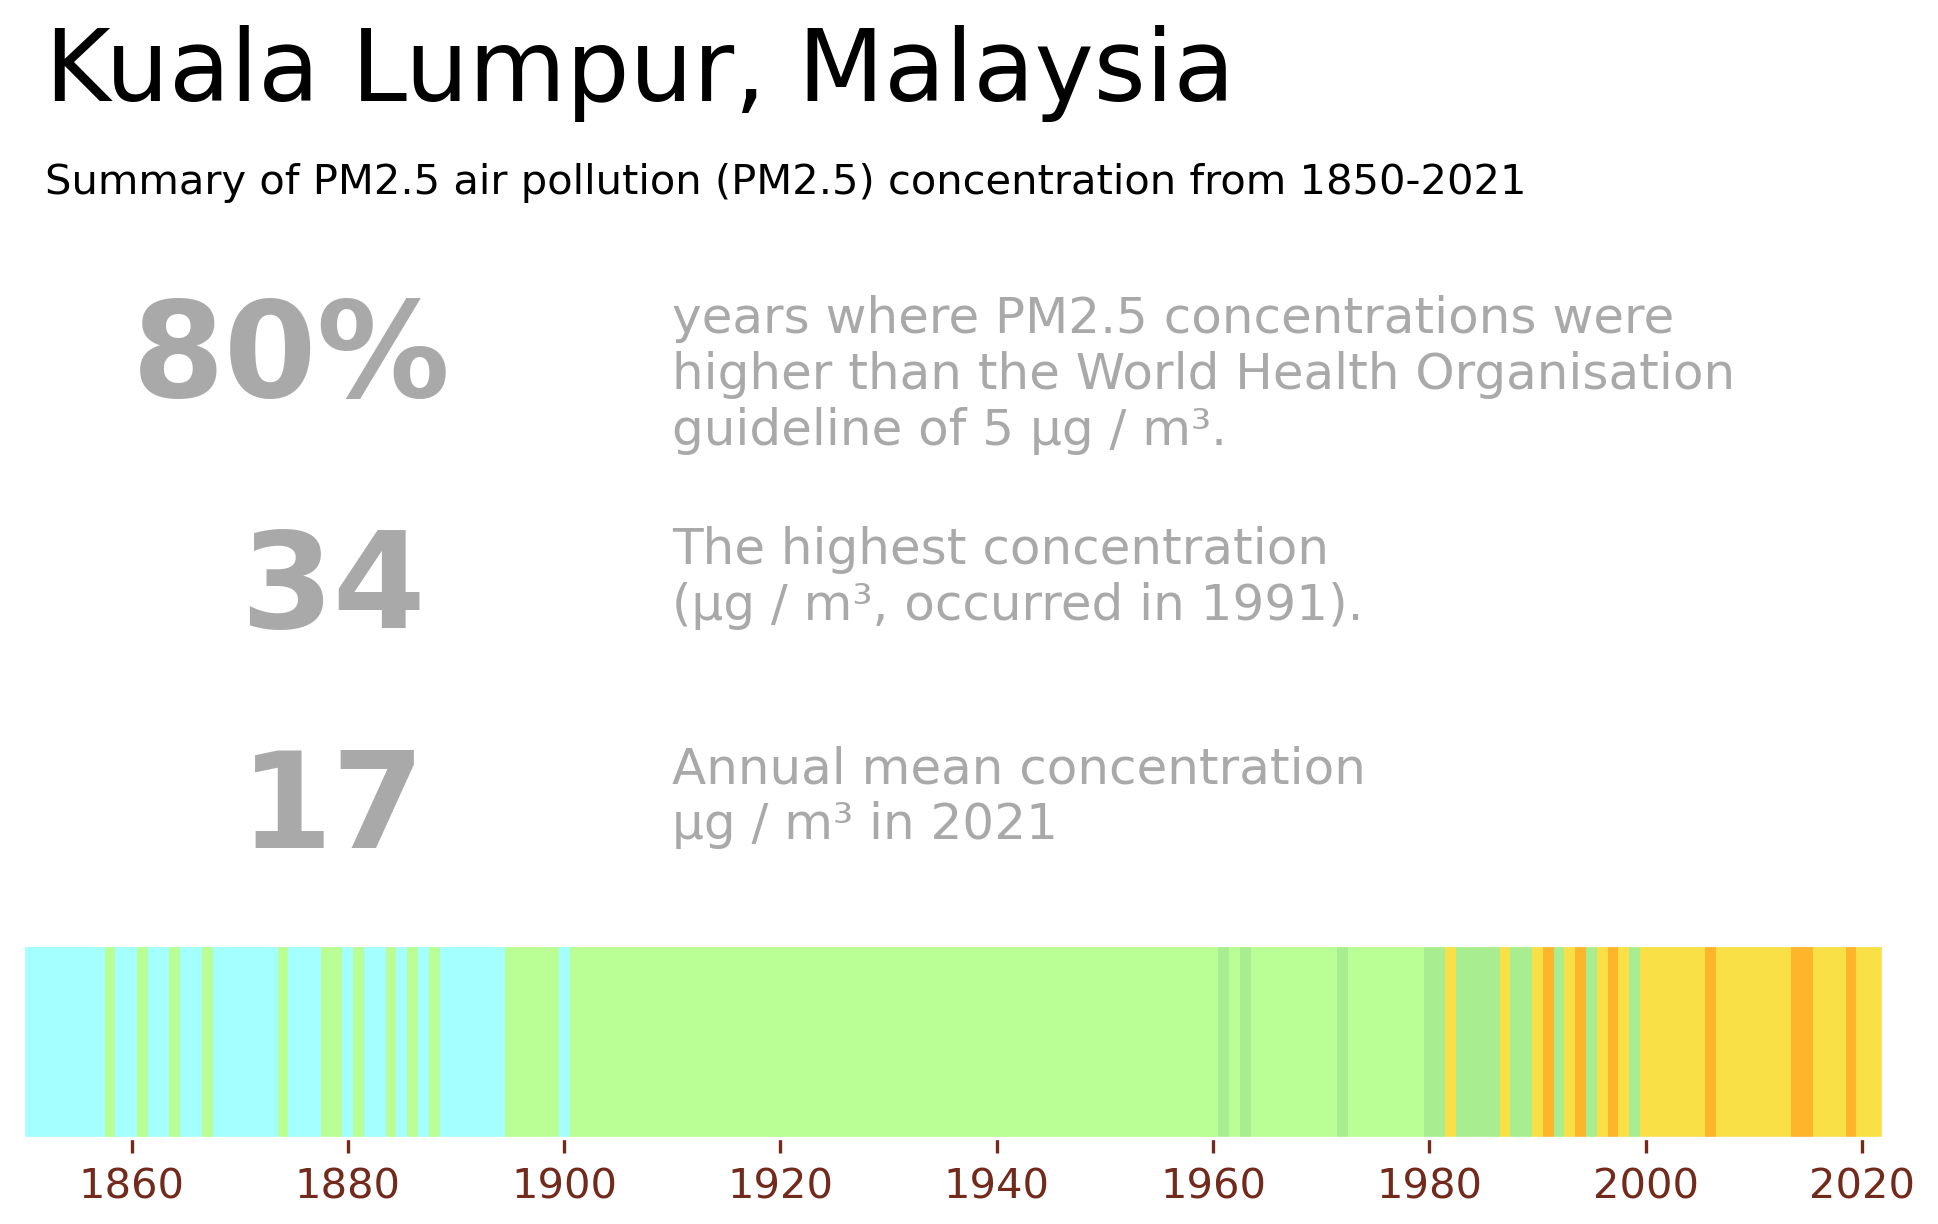 Kuala Lumpur, Malaysia
Summary of PM2.5 air pollution (PM2.5) concentration from 1850-2021
80%
years where PM2.5 concentrations were
higher than the World Health Organisation
guideline of 5 µg / m³.
34
The highest concentration
(µg / m³, occurred in 1991).
17
Annual mean concentration
µg / m³ in 2021
1860 1880 1900 1920 1940 1960 1980 2000 2020